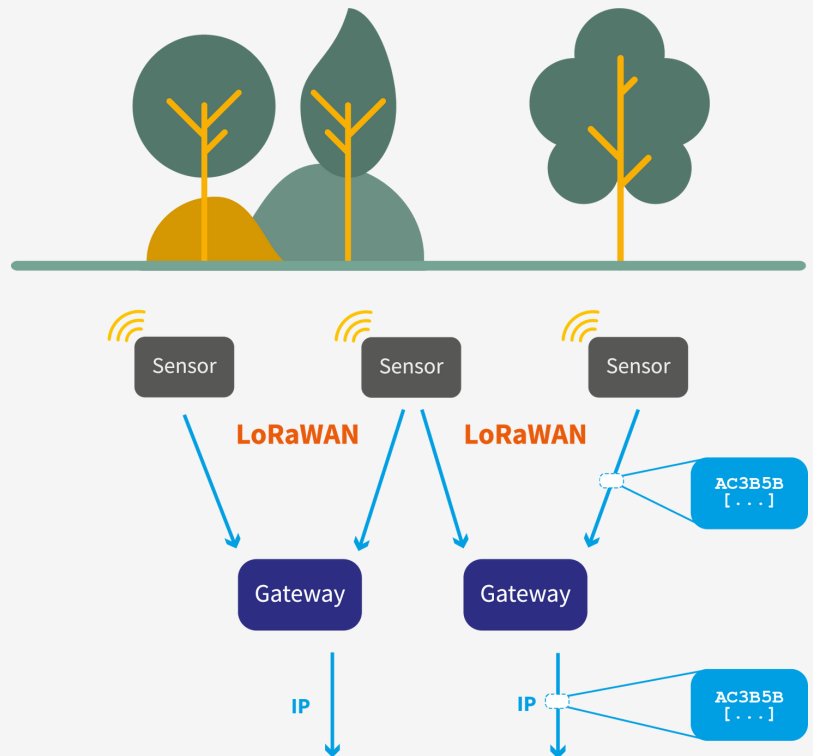 Sensor
Sensor
Sensor
LoRaWAN
LoRaWAN
AC3B5B
[...]
Gateway
Gateway
IP
IP
AC3B5B
[...]